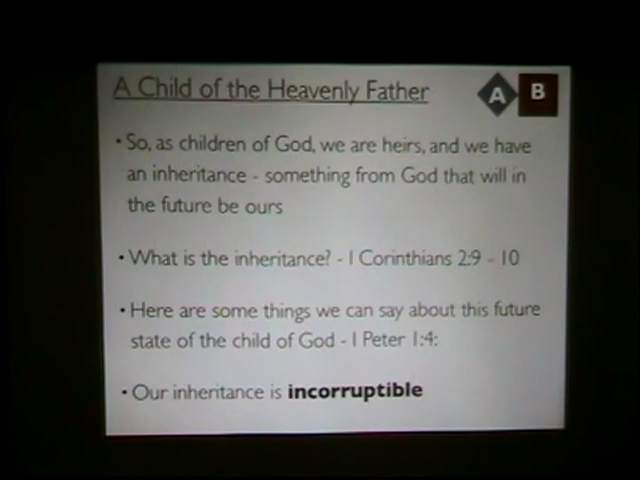 A Child of the Heavenly Father
A B
• So, as children of God, we are heirs, and we have
an inheritance - something from God that will in
the future be ours
• What is the inheritance? - 1 Corinthians 2:9 - 10
• Here are some things we can say about this future
state of the child of God - 1 Peter 1:4:
• Our inheritance is incorruptible